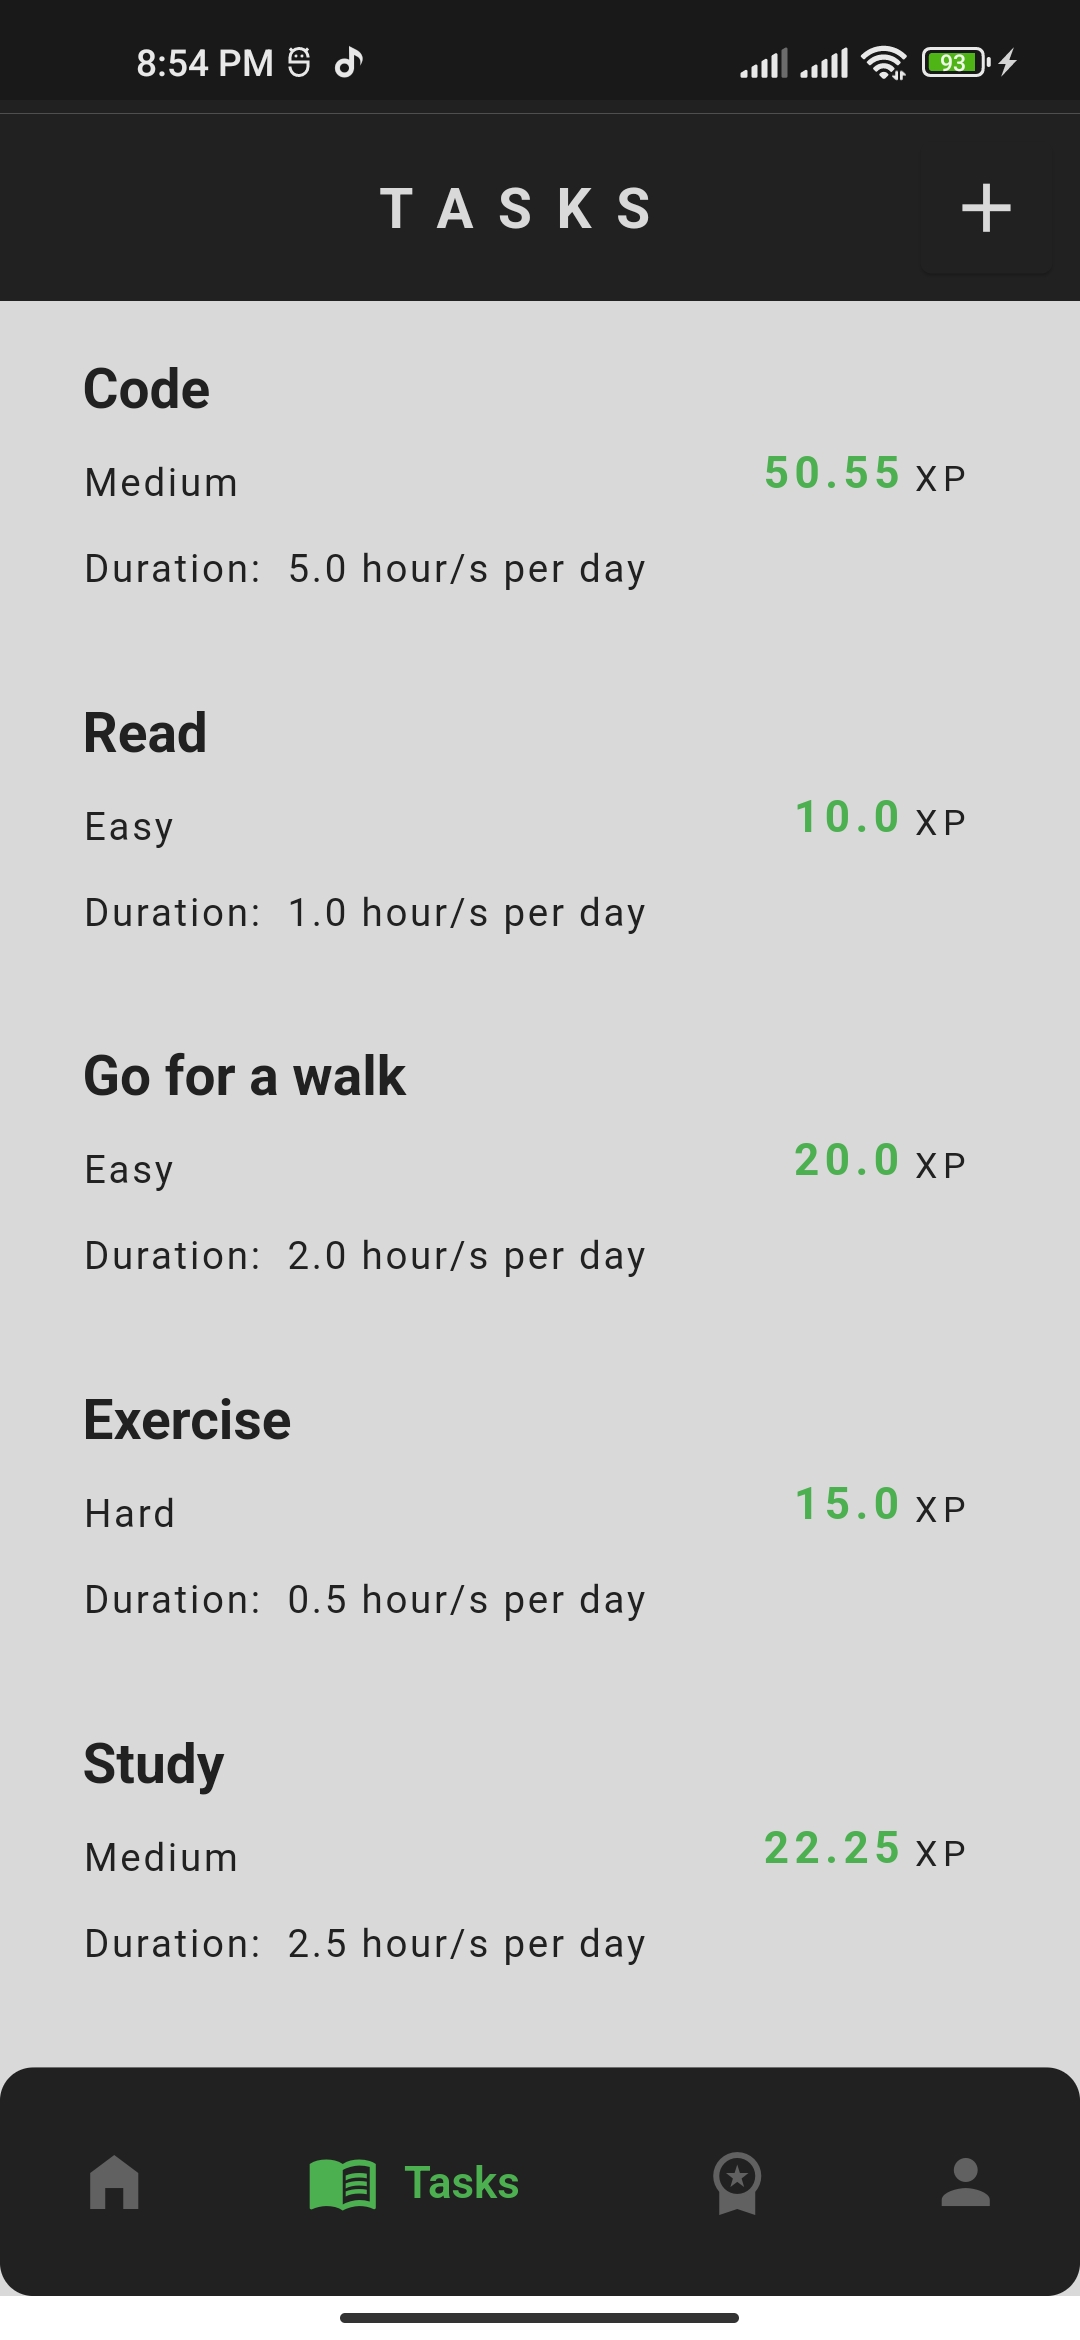 8:54 PM 93
TASKS
Code
Medium 50.55 XP
Duration: 5.0 hour/s per day
Read
Easy 10.0 XP
Duration: 1.0 hour/s per day
Go for a walk
Easy 20.0 XP
Duration: 2.0 hour/s per day
Exercise
Hard 15.0 XP
Duration: 0.5 hour/s per day
Study
Medium 22.25 XP
Duration: 2.5 hour/s per day
Tasks